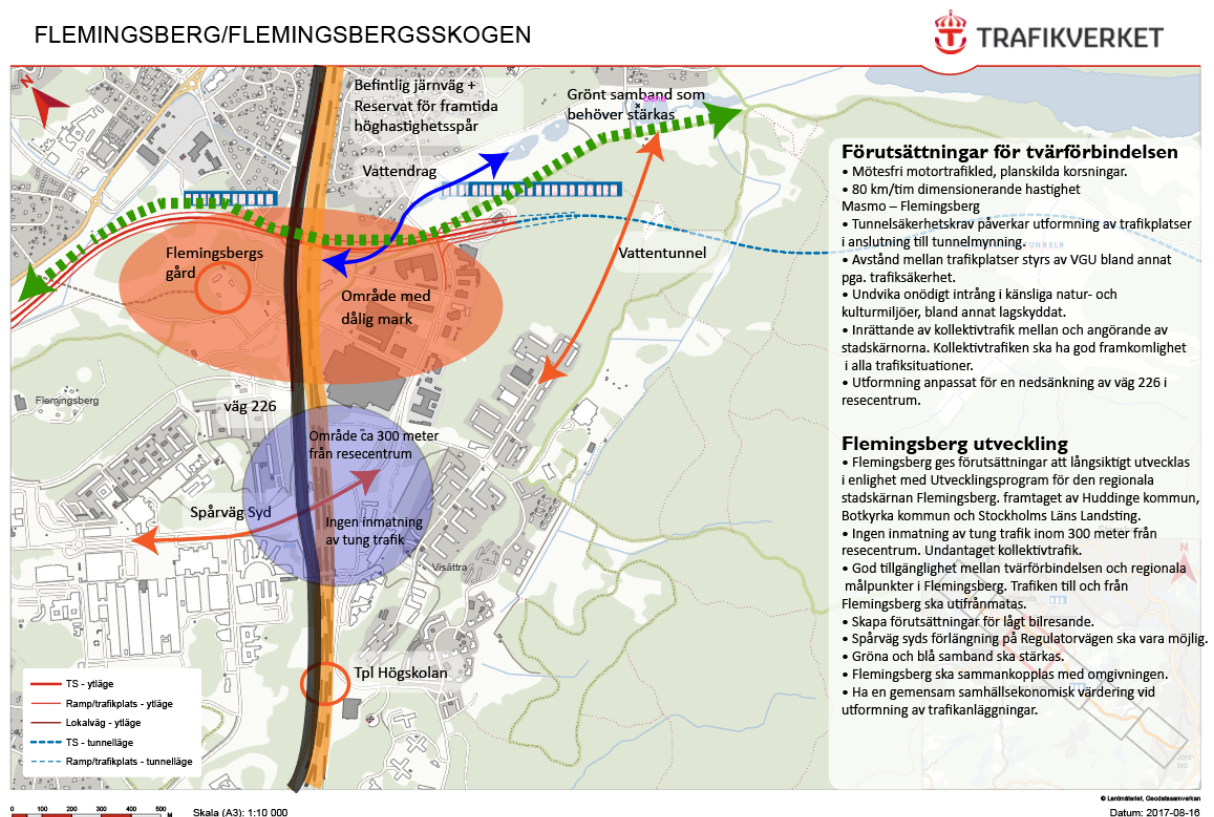 FLEMINGSBERG/FLEMINGSBERGSSKOGEN
TRAFIKVERKET
N
Befintlig järnväg +
Reservat för framtida
höghastighetsspår
Grönt samband som
behöver stärkas
Vattendrag
Flemingsbergs
gård
Vattentunnel
Område med
dålig mark
Flemingsberg
väg 226
Område ca 300 meter
från resecentrum
Spårväg Syd
Ingen inmatning
av tung trafik
Visättra
Tpl Högskolan
Förutsättningar för tvärförbindelsen
• Mötesfri motortrafikled, planskilda korsningar.
• 80 km/tim dimensionerande hastighet
Masmo – Flemingsberg
• Tunnelsäkerhetskrav påverkar utformning av trafikplatser
i anslutning till tunnelmynning.
• Avstånd mellan trafikplatser styrs av VGU bland annat
pga. trafiksäkerhet.
• Undvika onödigt intrång i känsliga natur- och
kulturmiljöer, bland annat lagskyddat.
• Inrättande av kollektivtrafik mellan och angörande av
stadskärnorna. Kollektivtrafiken ska ha god framkomlighet
i alla trafiksituationer.
• Utformning anpassat för en nedsänkning av väg 226 i
resecentrum.
Flemingsberg utveckling
• Flemingsberg ges förutsättningar att långsiktigt utvecklas
i enlighet med Utvecklingsprogram för den regionala
stadskärnan Flemingsberg. framtaget av Huddinge kommun,
Botkyrka kommun och Stockholms Läns Landsting.
• Ingen inmatning av tung trafik inom 300 meter från
resecentrum. Undantaget kollektivtrafik.
• God tillgänglighet mellan tvärförbindelsen och regionala
målpunkter i Flemingsberg. Trafiken till och från
Flemingsberg ska utifrånmatas.
• Skapa förutsättningar för lågt bilresande.
• Spårväg syds förlängning på Regulatorvägen ska vara möjlig.
• Gröna och blå samband ska stärkas.
• Flemingsberg ska sammankopplas med omgivningen.
• Ha en gemensam samhällsekonomisk värdering vid
utformning av trafikanläggningar.
N
TS - ytläge
Ramp/trafikplats - ytläge
Lokalväg - ytläge
TS - tunnelläge
Ramp/trafikplats - tunnelläge
0 100 200 300 400 500
M
Skala (A3): 1:10 000
© Lantmäteriet, Geodatasamverkan
Datum: 2017-08-16